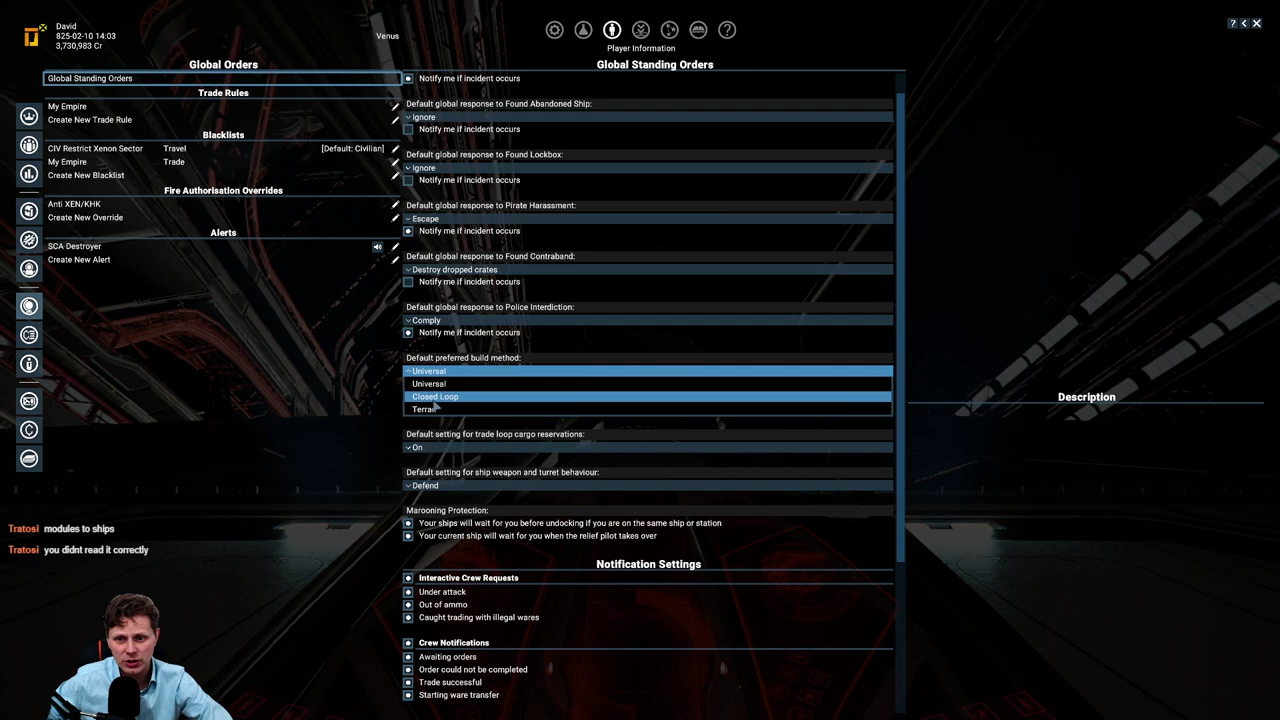 David
825-02-10 14:03
3,730,983 Cr
Venus
Player Information
? < X
Global Orders
Global Standing Orders
Trade Rules
My Empire
Create New Trade Rule
Blacklists
CIV Restrict Xenon Sector Travel [Default: Civilian]
My Empire Trade
Create New Blacklist
Fire Authorisation Overrides
Anti XEN/KHK
Create New Override
Alerts
SCA Destroyer
Create New Alert
Global Standing Orders
Notify me if incident occurs
Default global response to Found Abandoned Ship:
Ignore
Notify me if incident occurs
Default global response to Found Lockbox:
Ignore
Notify me if incident occurs
Default global response to Pirate Harassment:
Escape
Notify me if incident occurs
Default global response to Found Contraband:
Destroy dropped crates
Notify me if incident occurs
Default global response to Police Interdiction:
Comply
Notify me if incident occurs
Default preferred build method:
Universal
Universal
Closed Loop
Terran
Default setting for trade loop cargo reservations:
On
Default setting for ship weapon and turret behaviour:
Defend
Marooning Protection:
Your ships will wait for you before undocking if you are on the same ship or station
Your current ship will wait for you when the relief pilot takes over
Notification Settings
Interactive Crew Requests
Under attack
Out of ammo
Caught trading with illegal wares
Crew Notifications
Awaiting orders
Order could not be completed
Trade successful
Starting ware transfer
Description
Tratosi modules to ships
Tratosi you didnt read it correctly